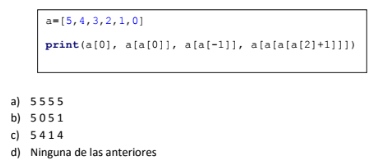 a=[5,4,3,2,1,0]
print(a[0], a[a[0]], a[a[-1]], a[a[a[a[2]+1]]])
a) 5 5 5 5
b) 5 0 5 1
c) 5 4 1 4
d) Ninguna de las anteriores